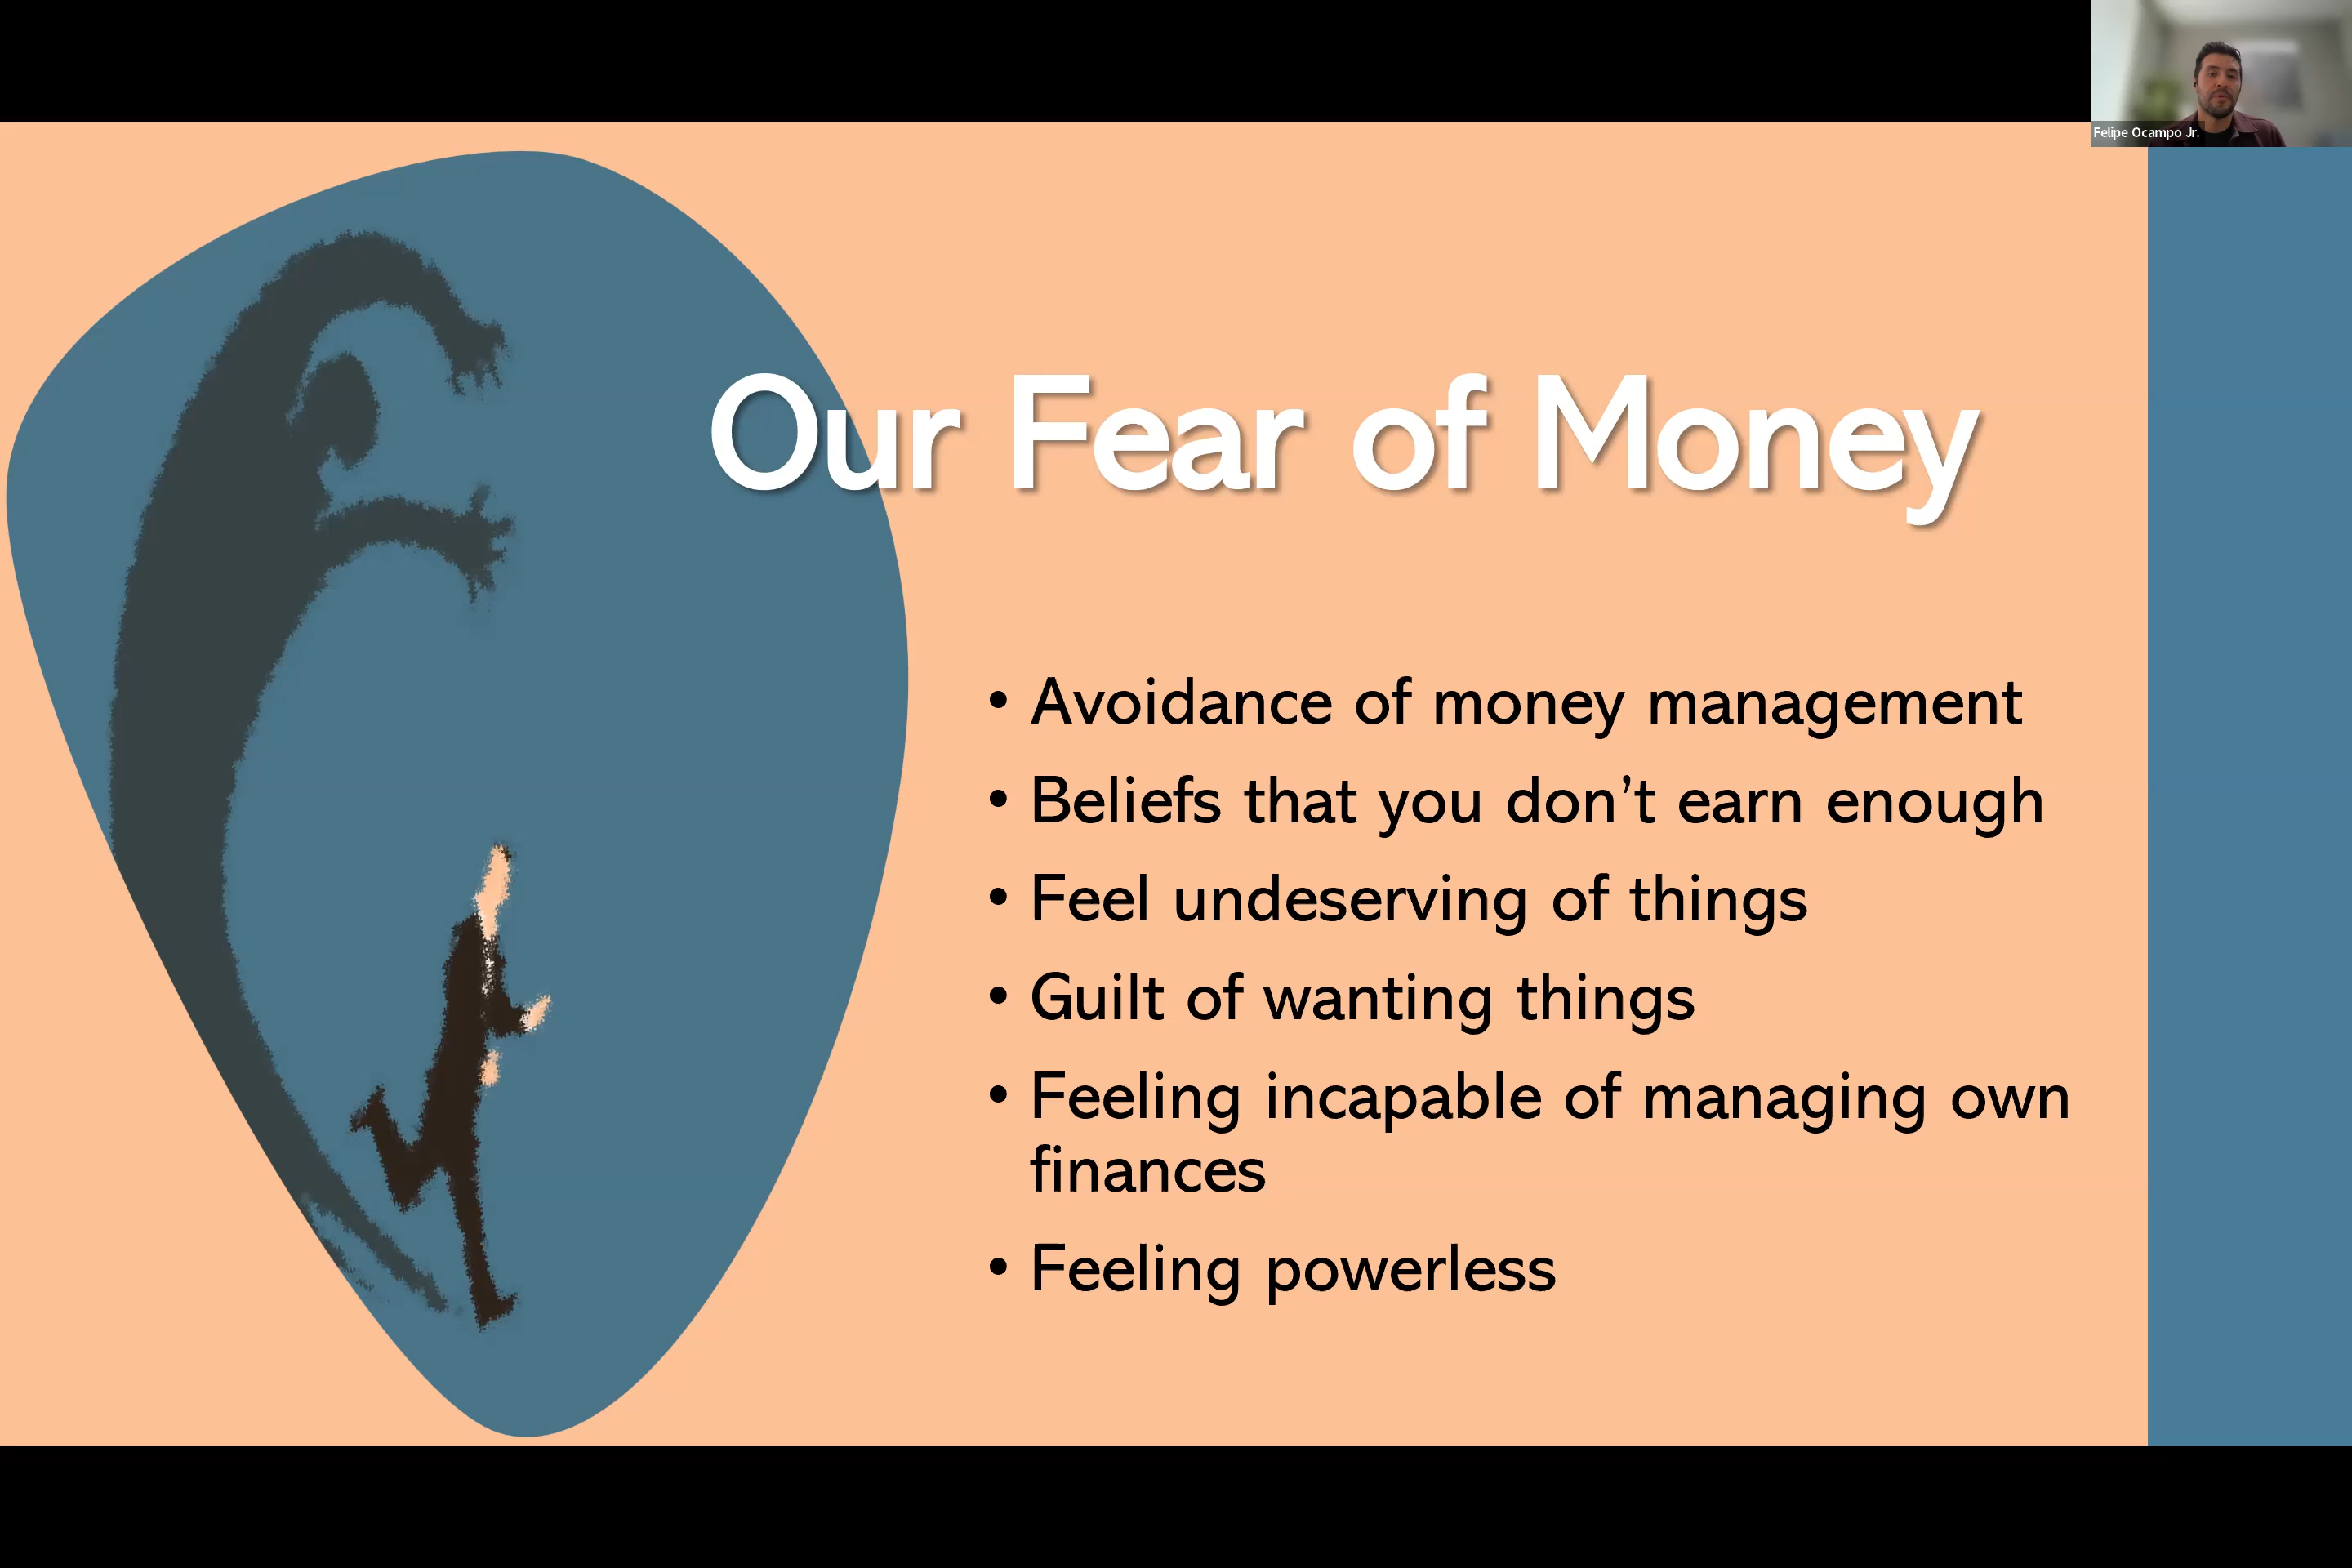 Felipe Ocampo Jr.
Our Fear of Money
• Avoidance of money management
• Beliefs that you don’t earn enough
• Feel undeserving of things
• Guilt of wanting things
• Feeling incapable of managing own
finances
• Feeling powerless